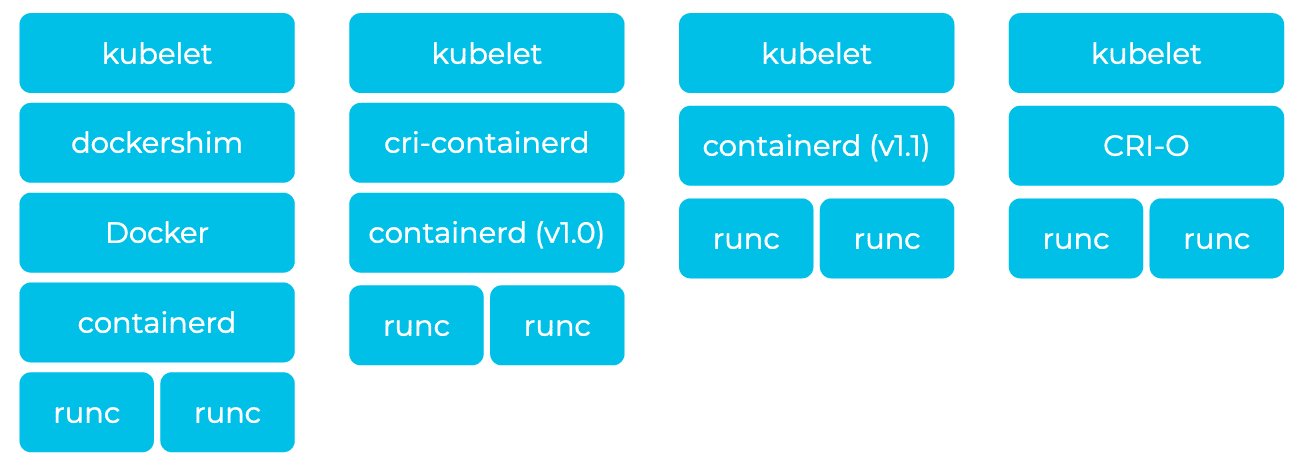 kubelet
dockershim
Docker
containerd
runc runc
kubelet
cri-containerd
containerd (v1.0)
runc runc
kubelet
containerd (v1.1)
runc runc
kubelet
CRI-O
runc runc